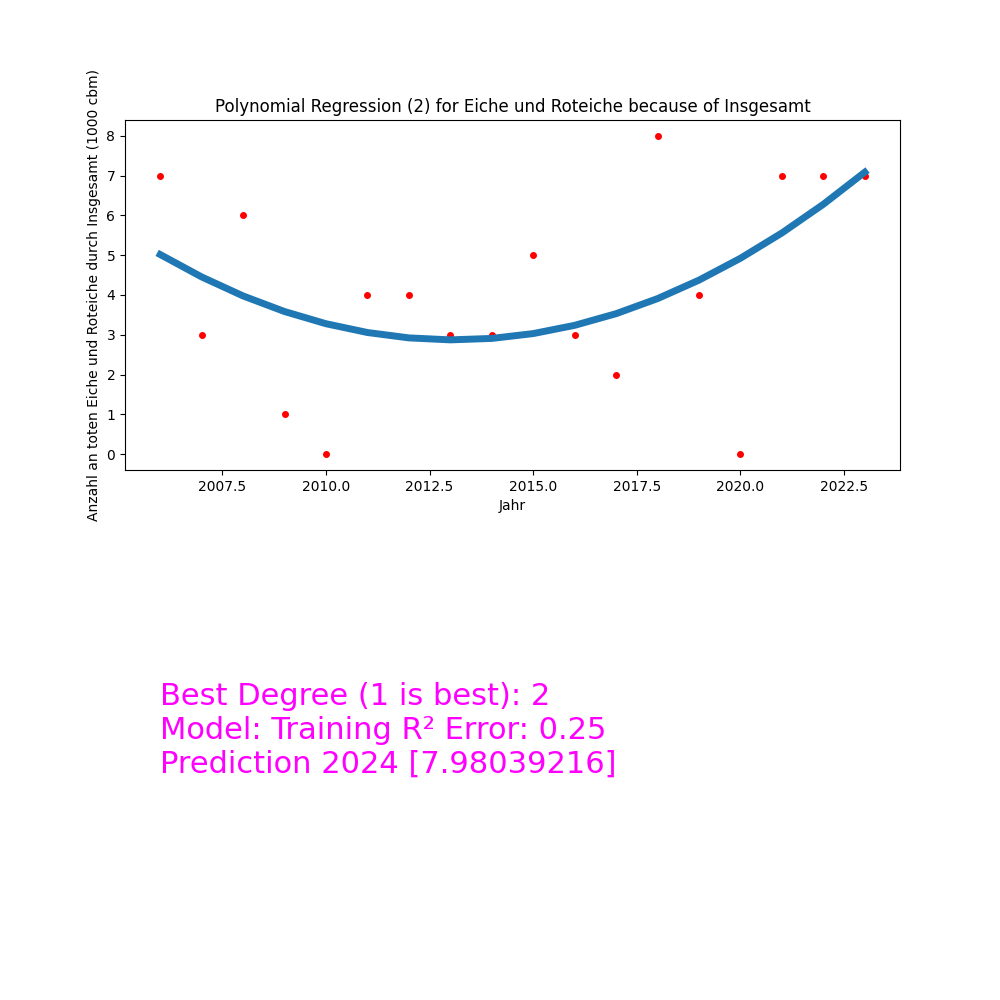 Polynomial Regression (2) for Eiche und Roteiche because of Insgesamt
Anzahl an toten Eiche und Roteiche durch Insgesamt (1000 cbm)
8
7
6
5
4
3
2
1
0
2007.5 2010.0 2012.5 2015.0 2017.5 2020.0 2022.5
Jahr
Best Degree (1 is best): 2
Model: Training R² Error: 0.25
Prediction 2024 [7.98039216]